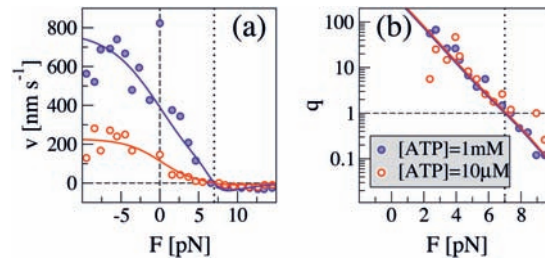 (a)
v [nm s⁻¹]
800
600
400
200
0
-5 0 5 10
F [pN]
(b)
q
100
10
1
0.1
[ATP]=1mM
[ATP]=10μM
2 4 6 8
F [pN]